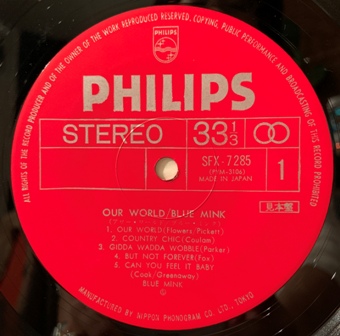 ALL RIGHTS OF THE RECORD PRODUCER AND OF THE OWNER OF THE WORK REPRODUCED RESERVED. COPYING, PUBLIC PERFORMANCE AND BROADCASTING OF THIS RECORD PROHIBITED
PHILIPS
PHILIPS
STEREO 33 1/3
SFX-7285
MADE IN JAPAN
1
OUR WORLD/BLUE MINK
見本盤
1. OUR WORLD(Flowers/Pickett)
2. COUNTRY CHIC(Coulam)
3. GIDDA WADDA WOBBLE(Parker)
4. BUT NOT FOREVER(Fox)
5. CAN YOU FEEL IT BABY
(Cook/Greenaway)
BLUE MINK
Ⓟ
MANUFACTURED BY NIPPON PHONOGRAM CO. LTD., TOKYO